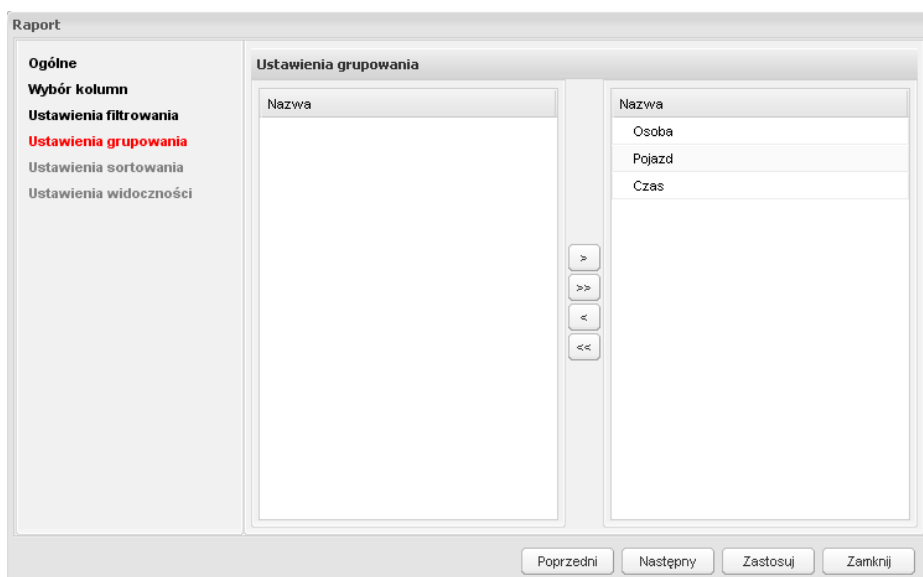 Raport
Ogólne
Wybór kolumn
Ustawienia filtrowania
Ustawienia grupowania
Ustawienia sortowania
Ustawienia widoczności
Ustawienia grupowania
Nazwa
>
>>
<
<<
Nazwa
Osoba
Pojazd
Czas
Poprzedni
Następny
Zastosuj
Zamknij